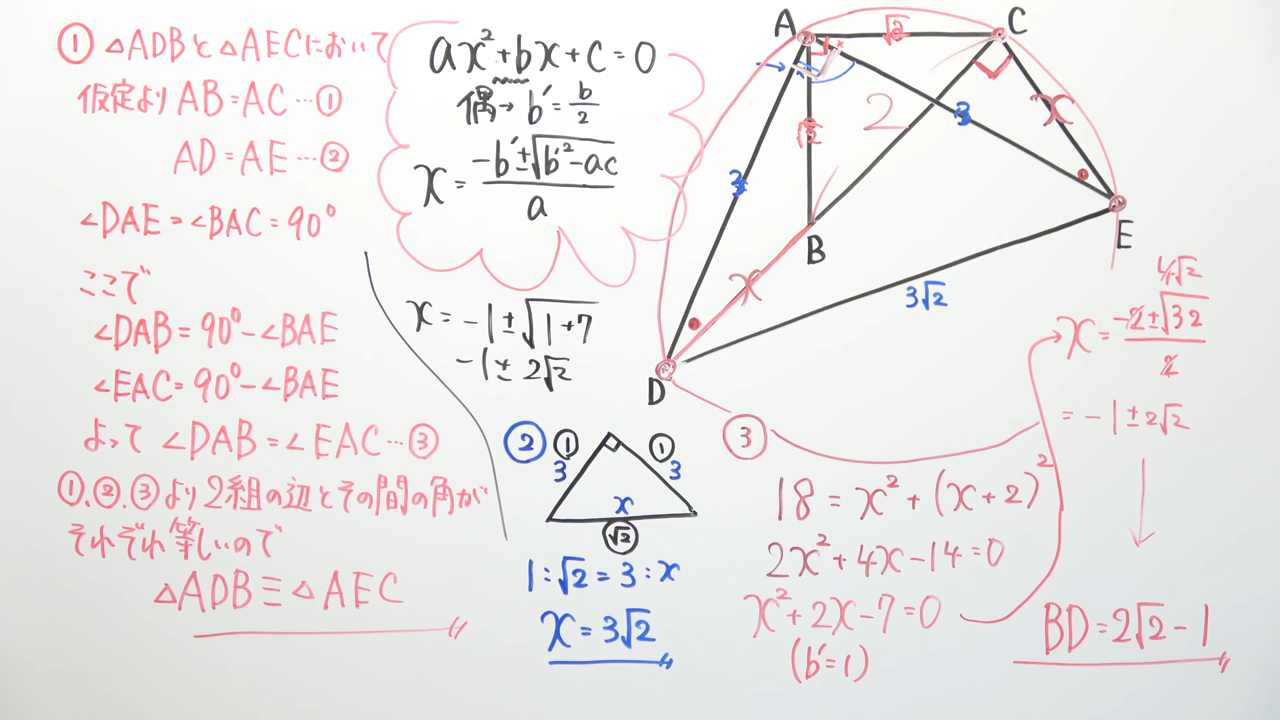 ① △ADBと△AECにおいて
仮定より AB=AC…①
AD=AE…②
∠DAE=∠BAC=90°
ここで
∠DAB=90°-∠BAE
∠EAC=90°-∠BAE
よって ∠DAB=∠EAC…③
①.②.③より2組の辺とその間の角が
それぞれ等しいので
△ADB≡△AEC
ax²+bx+c=0
偶→ b′=b/2
x=(-b′±√(b′²-ac))/a
x=-1±√(1+7)
-1±2√2
②
① ①
3 3
x
√2
1:√2=3:x
x=3√2
A √2 C
√2 2 3 x
3
B E
x
3√2
D
③
18=x²+(x+2)²
2x²+4x-14=0
x²+2x-7=0
(b′=1)
4√2
x=(-2±√32)/2
=-1±2√2
BD=2√2-1